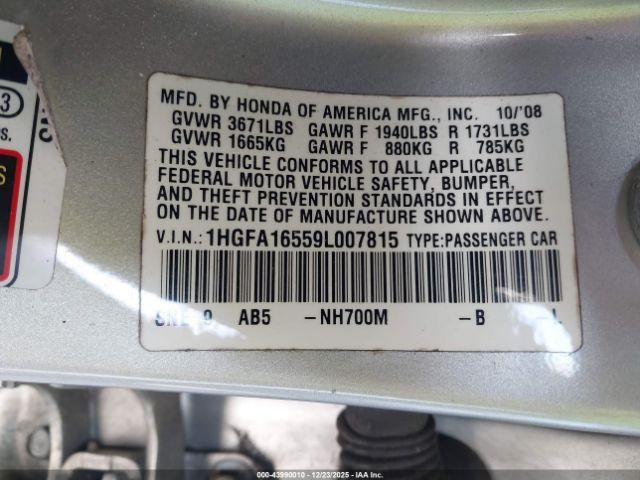 MFD. BY HONDA OF AMERICA MFG., INC. 10/'08
GVWR 3671LBS GAWR F 1940LBS R 1731LBS
GVWR 1665KG GAWR F 880KG R 785KG
THIS VEHICLE CONFORMS TO ALL APPLICABLE
FEDERAL MOTOR VEHICLE SAFETY, BUMPER,
AND THEFT PREVENTION STANDARDS IN EFFECT
ON THE DATE OF MANUFACTURE SHOWN ABOVE.
V.I.N.: 1HGFA16559L007815 TYPE:PASSENGER CAR
AB5 -NH700M -B
3
S
000-43990010 - 12/23/2025 - IAA Inc.